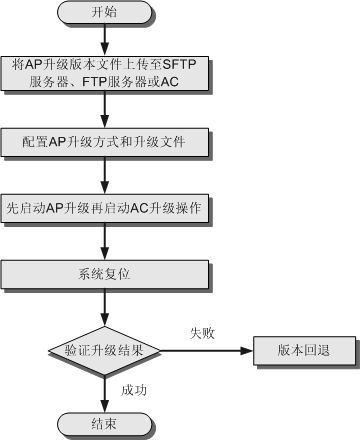 开始
将AP升级版本文件上传至SFTP
服务器、FTP服务器或AC
配置AP升级方式和升级文件
先启动AP升级再启动AC升级操作
系统复位
失败
验证升级结果
版本回退
成功
结束